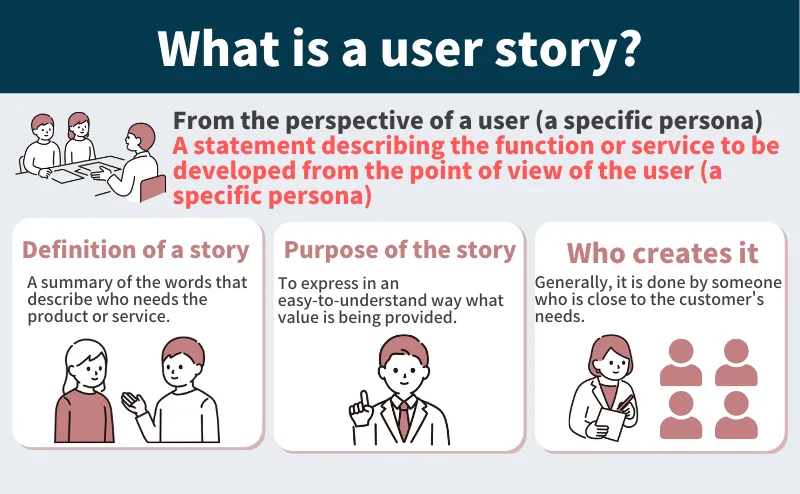 What is a user story?
From the perspective of a user (a specific persona)
A statement describing the function or service to be
developed from the point of view of the user (a
specific persona)
Definition of a story
A summary of the words that
describe who needs the
product or service.
Purpose of the story
To express in an
easy-to-understand way what
value is being provided.
Who creates it
Generally, it is done by someone
who is close to the customer's
needs.